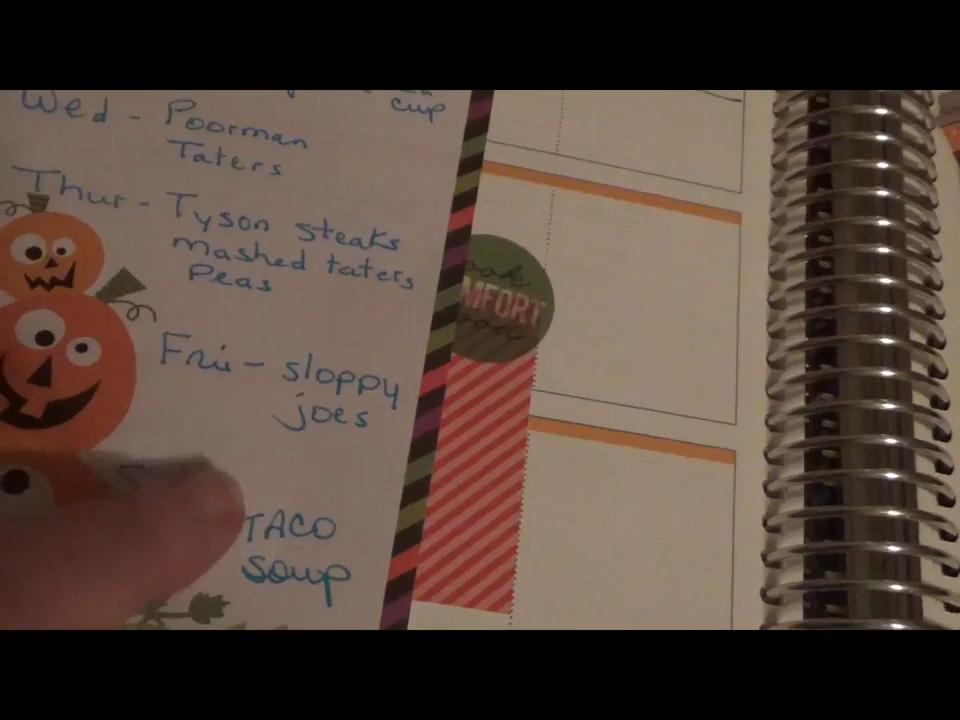 cup
Wed - Poorman
Taters
Thur - Tyson steaks
mashed taters
Peas
Fri - sloppy
joes
TACO
soup
MFORT